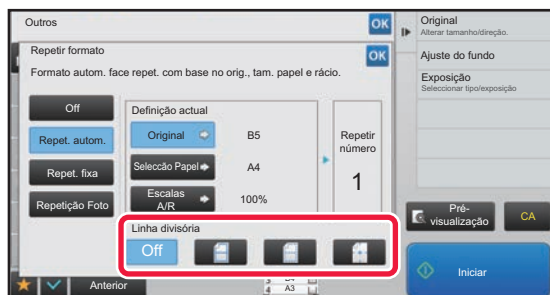 Outros
OK
Repetir formato
OK
Formato autom. face repet. com base no orig., tam. papel e rácio.
Off
Repet. autom.
Repet. fixa
Repetição Foto
Definição actual
Original
B5
Selecção Papel
A4
Escalas
A/R
100%
Repetir
número
1
Linha divisória
Off
Anterior
4 A3
Original
Alterar tamanho/direção.
Ajuste do fundo
Exposição
Seleccionar tipo/exposição
Pré-
visualização
CA
Iniciar